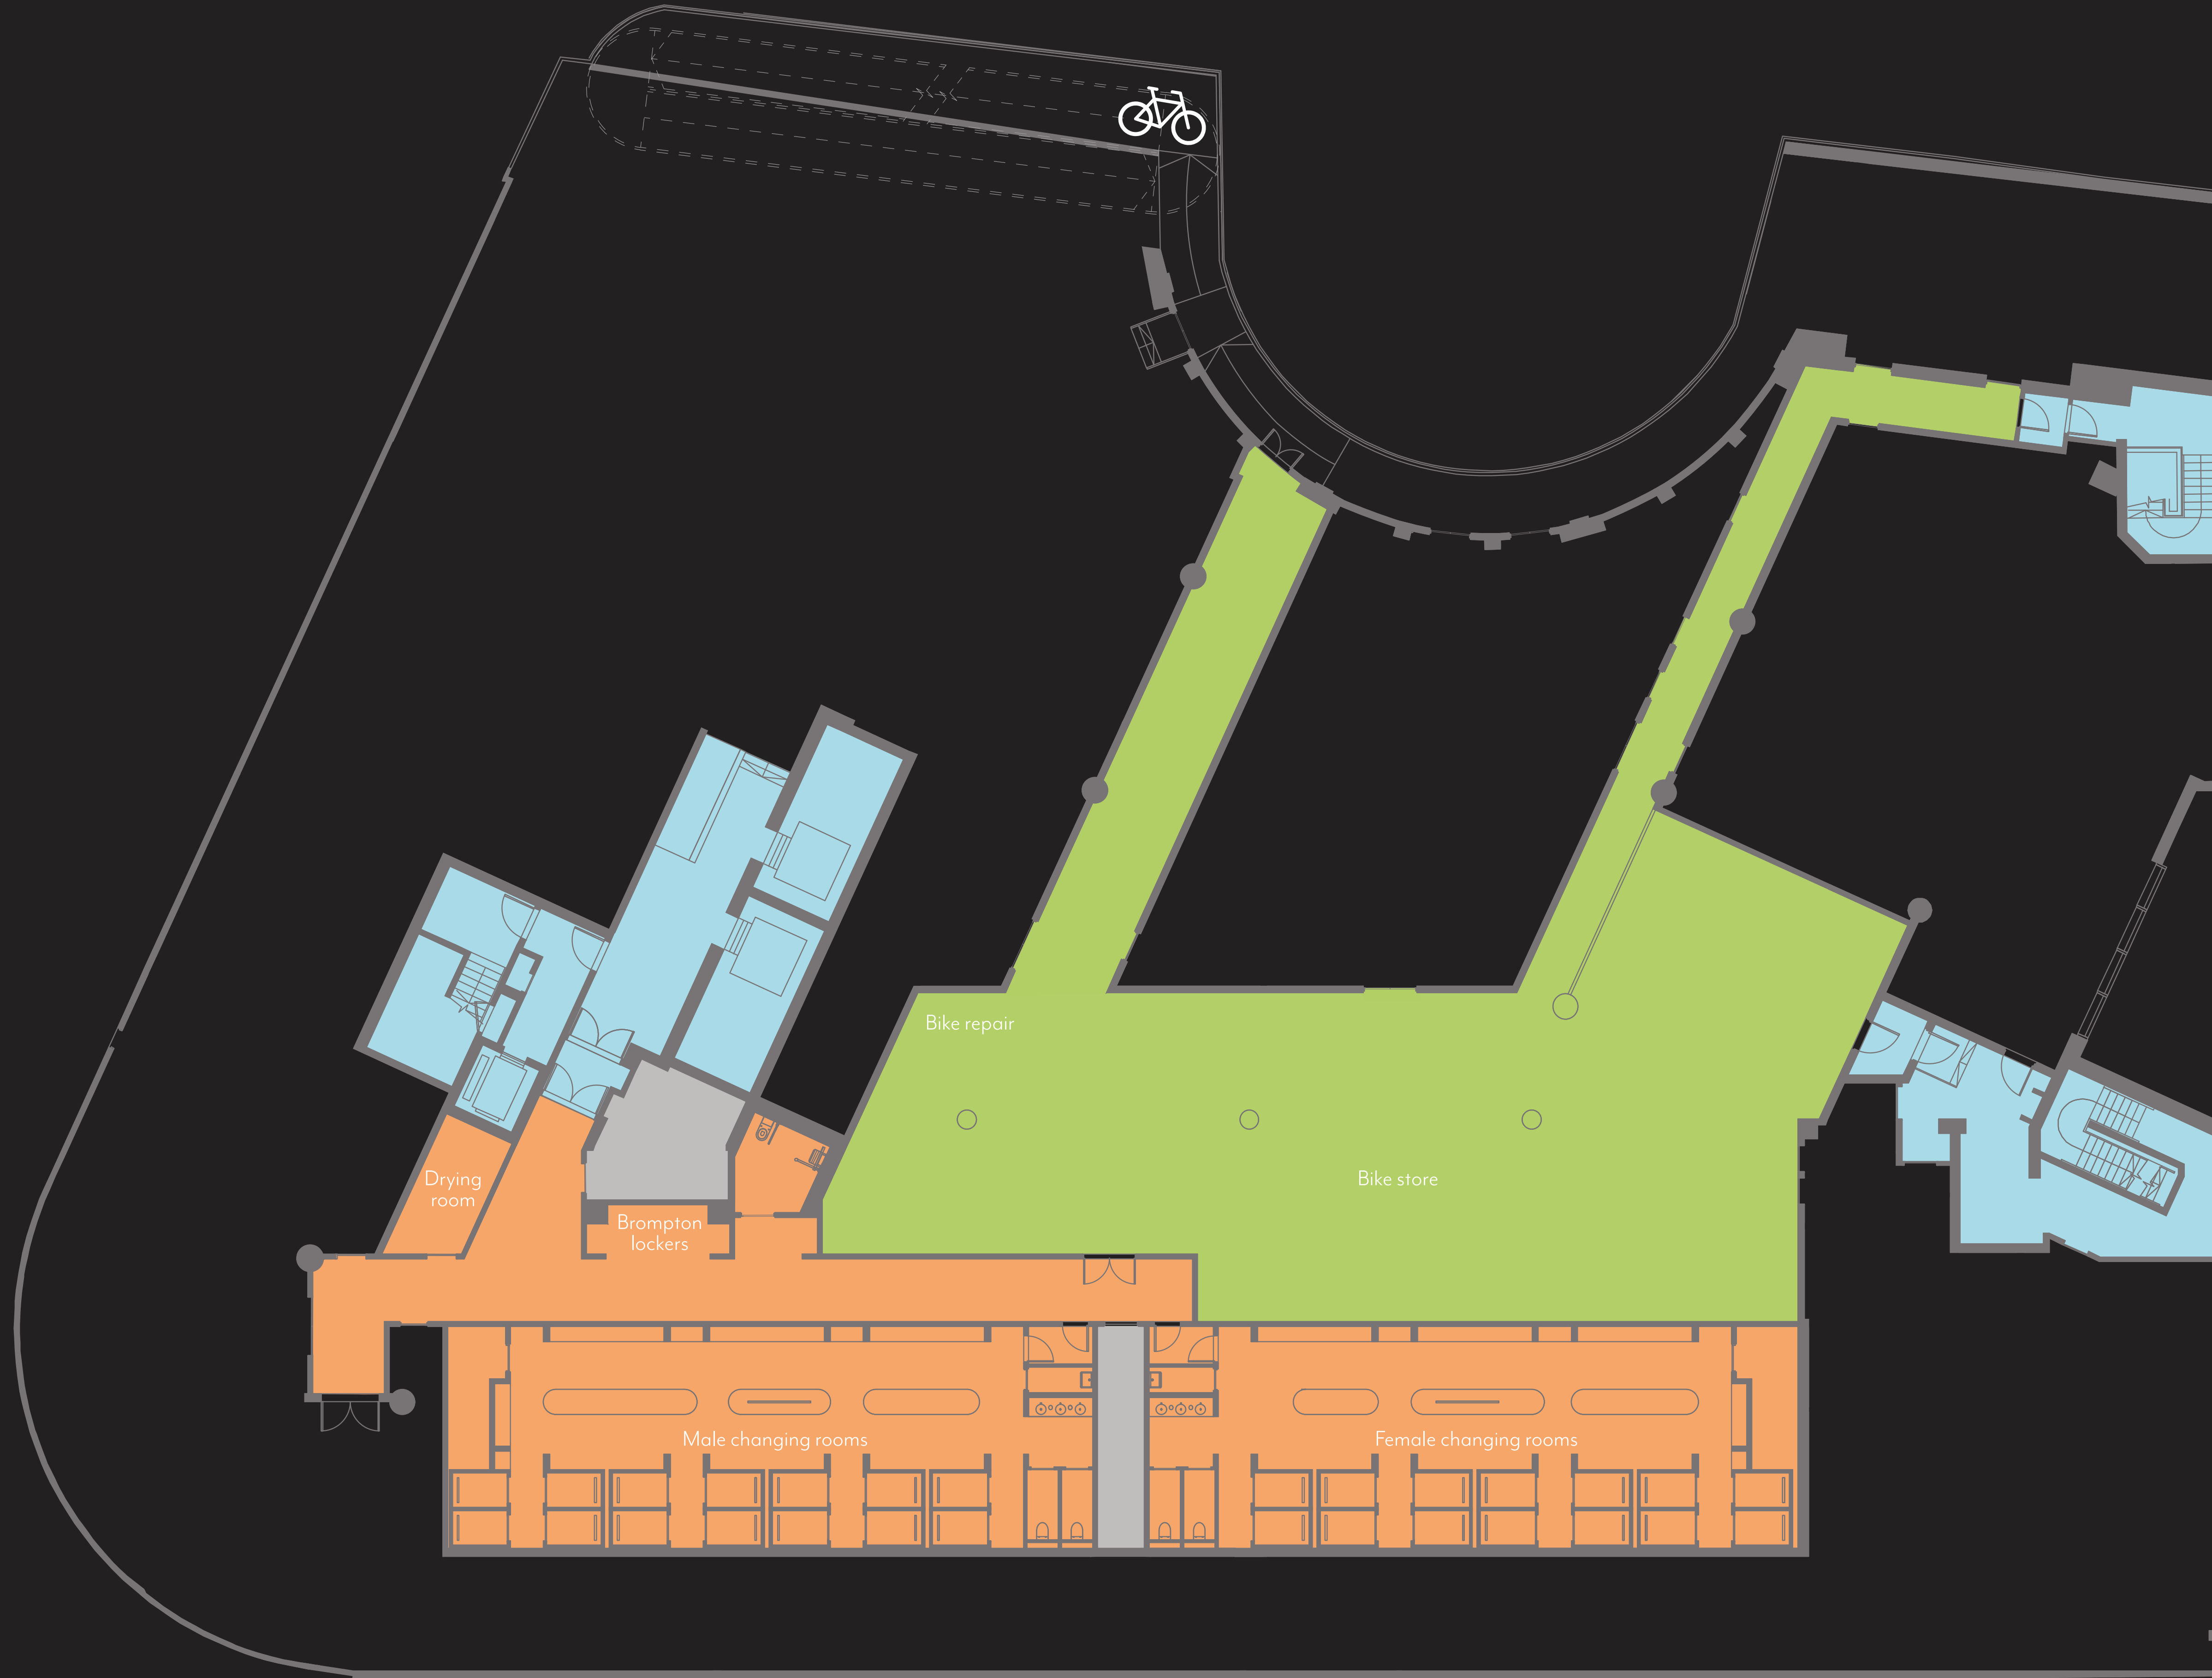 Bike repair
Drying
room
Bike store
Brompton
lockers
Male changing rooms
Female changing rooms